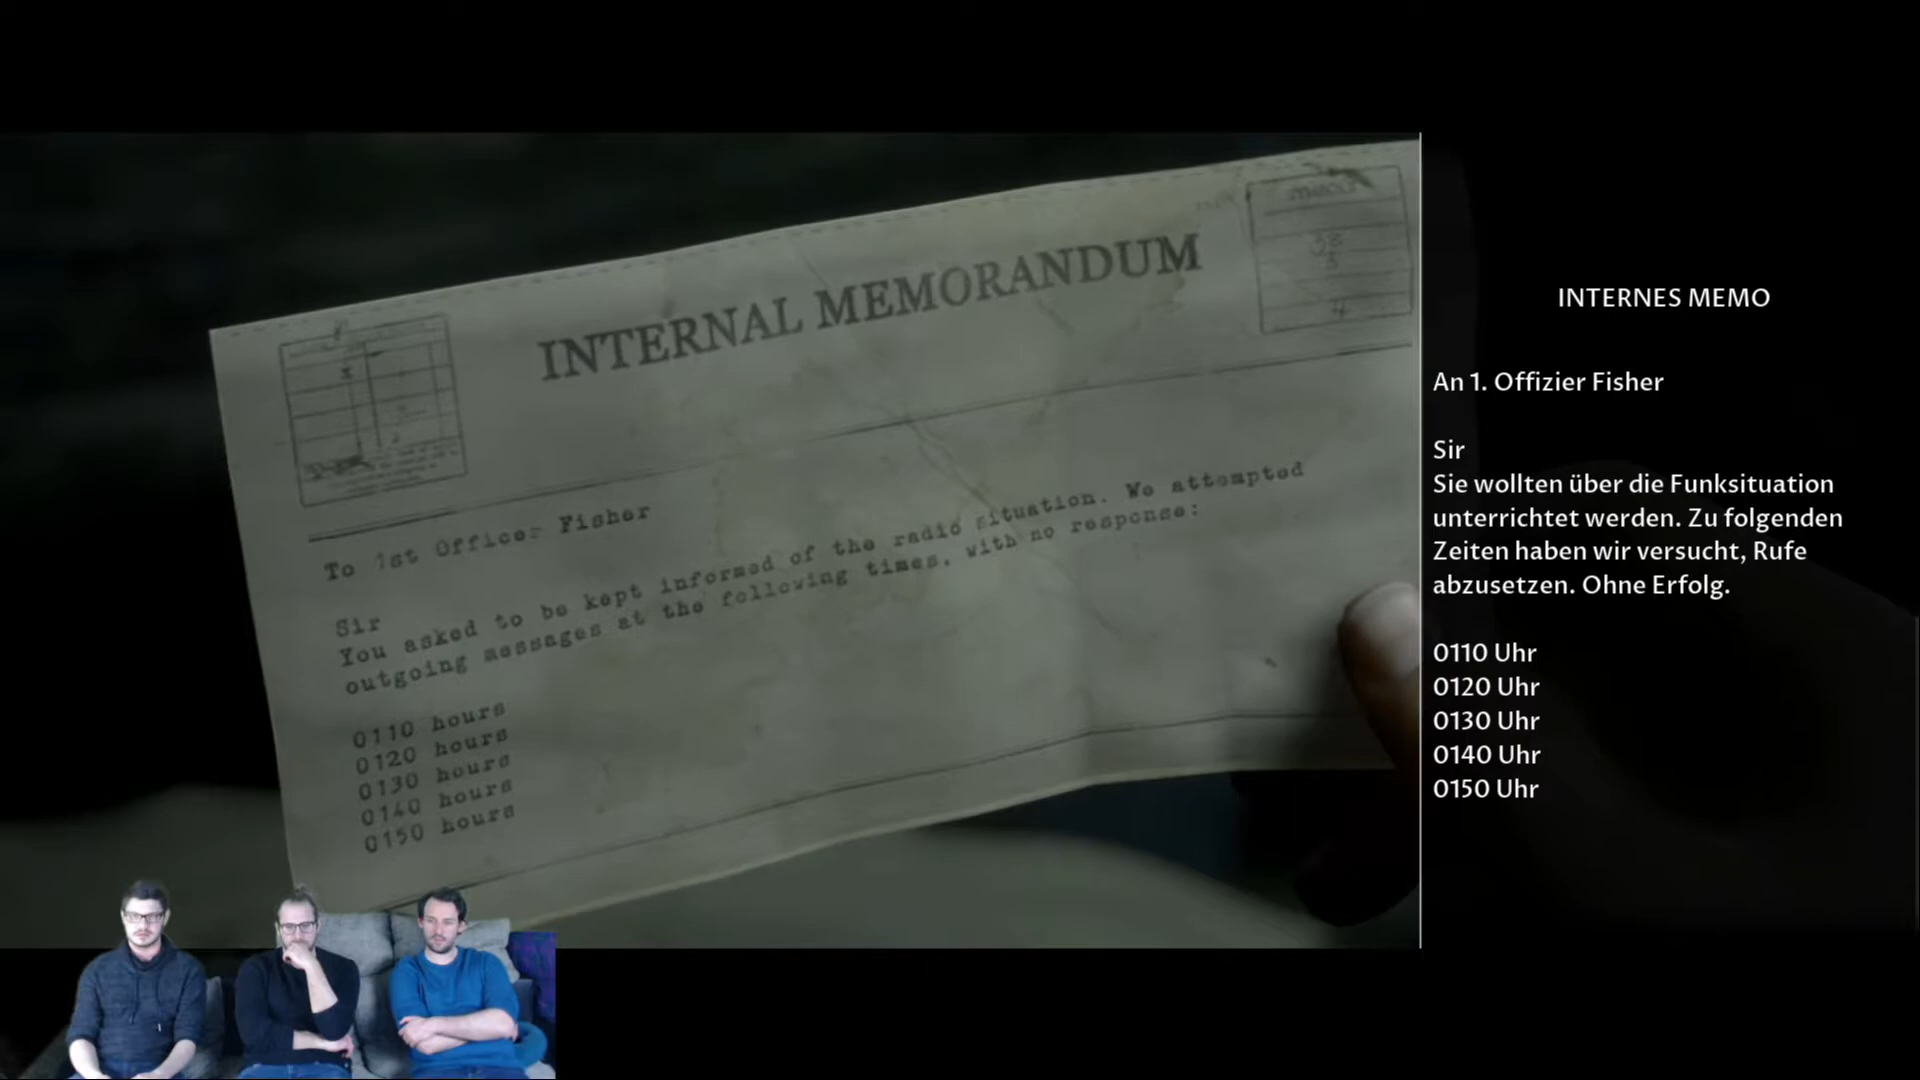 INTERNAL MEMORANDUM
To 1st Officer Fisher
Sir
You asked to be kept informed of the radio situation. We attempted
outgoing messages at the following times, with no response:
0110 hours
0120 hours
0130 hours
0140 hours
0150 hours
INTERNES MEMO
An 1. Offizier Fisher
Sir
Sie wollten über die Funksituation
unterrichtet werden. Zu folgenden
Zeiten haben wir versucht, Rufe
abzusetzen. Ohne Erfolg.
0110 Uhr
0120 Uhr
0130 Uhr
0140 Uhr
0150 Uhr